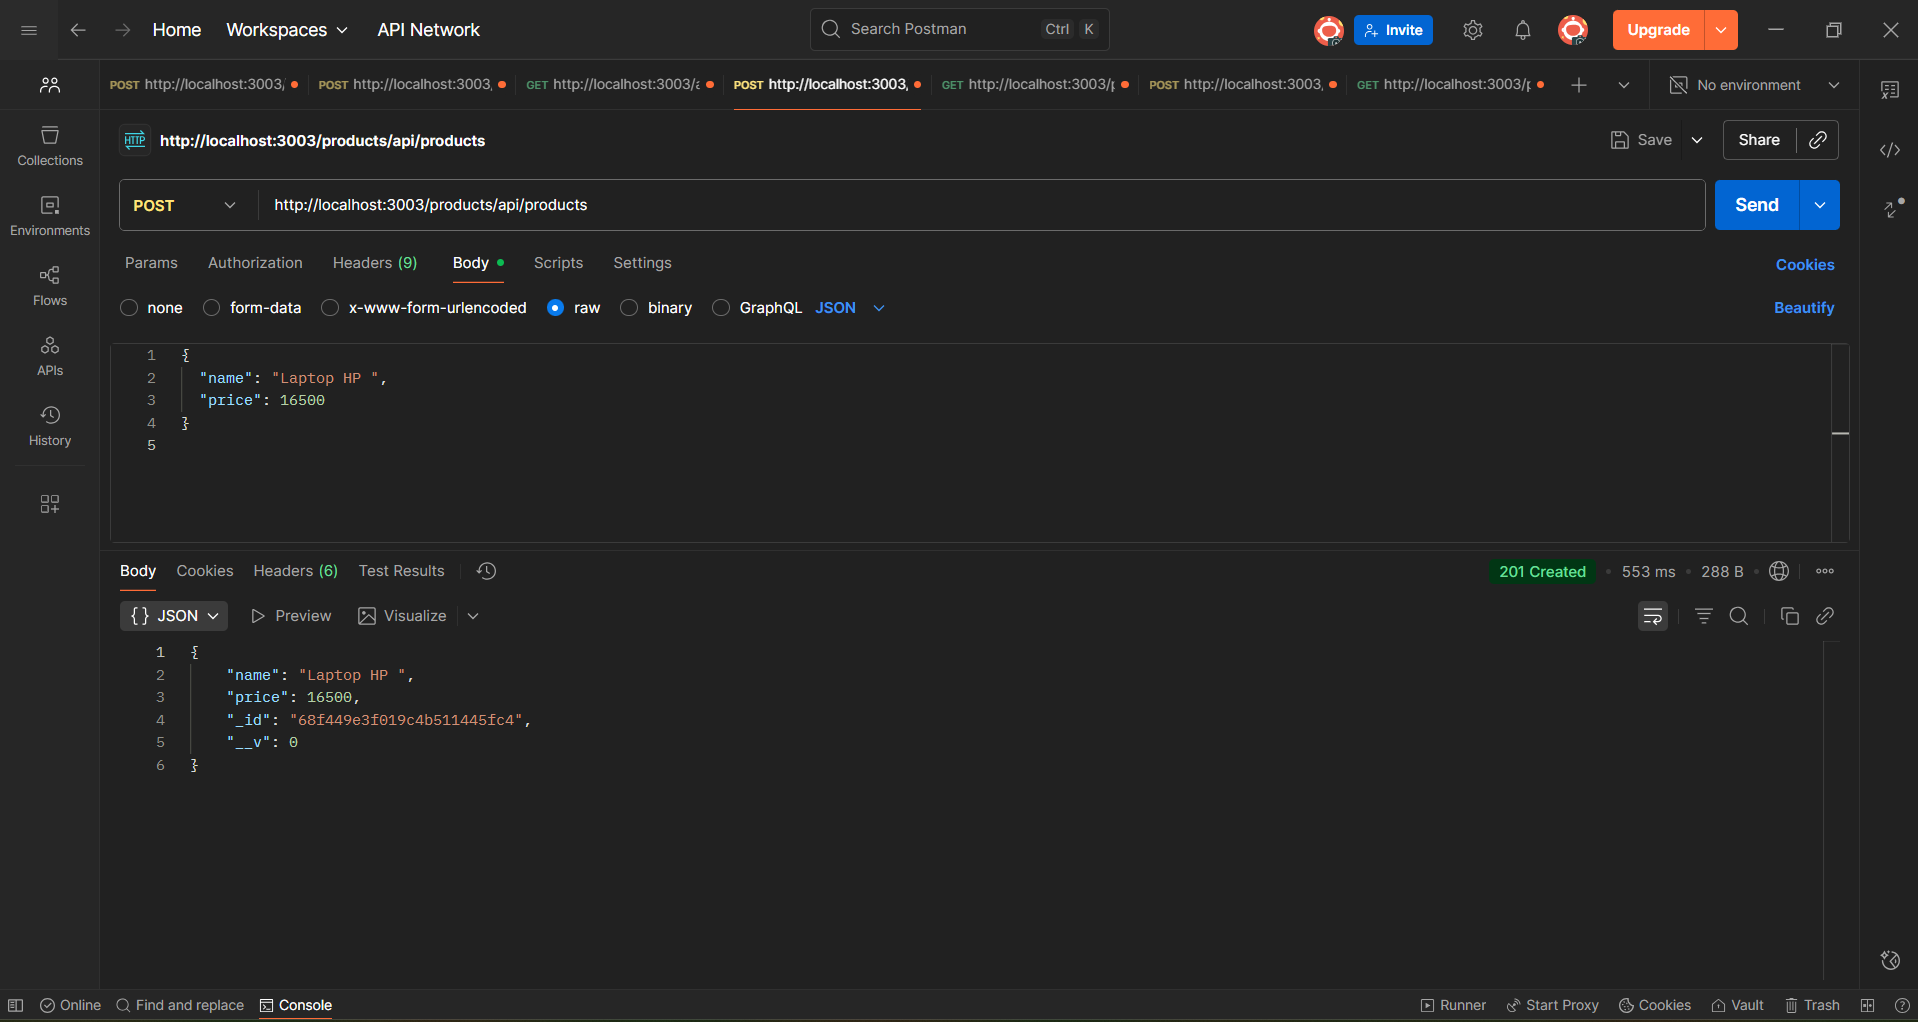 Home Workspaces API Network Search Postman Ctrl K Invite Upgrade
POST http://localhost:3003/ POST http://localhost:3003, GET http://localhost:3003/a POST http://localhost:3003, GET http://localhost:3003/p POST http://localhost:3003, GET http://localhost:3003/p No environment
HTTP http://localhost:3003/products/api/products Save Share
POST http://localhost:3003/products/api/products Send
Params Authorization Headers (9) Body Scripts Settings Cookies
none form-data x-www-form-urlencoded raw binary GraphQL JSON Beautify
1 {
2 "name": "Laptop HP ",
3 "price": 16500
4 }
5
Collections
Environments
Flows
APIs
History
Body Cookies Headers (6) Test Results 201 Created 553 ms 288 B
{} JSON Preview Visualize
1 {
2 "name": "Laptop HP ",
3 "price": 16500,
4 "_id": "68f449e3f019c4b511445fc4",
5 "__v": 0
6 }
Online Find and replace Console Runner Start Proxy Cookies Vault Trash